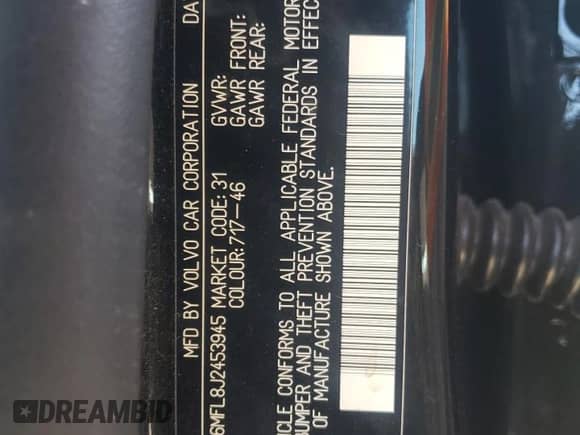 MFD BY VOLVO CAR CORPORATION DA
GVWR:
GAWR FRONT:
GAWR REAR:
6MFL8J2453945 MARKET CODE: 31
COLOUR: 717-46
ICLE CONFORMS TO ALL APPLICABLE FEDERAL MOTOR
BUMPER AND THEFT PREVENTION STANDARDS IN EFFEC
OF MANUFACTURE SHOWN ABOVE.
DREAMBID